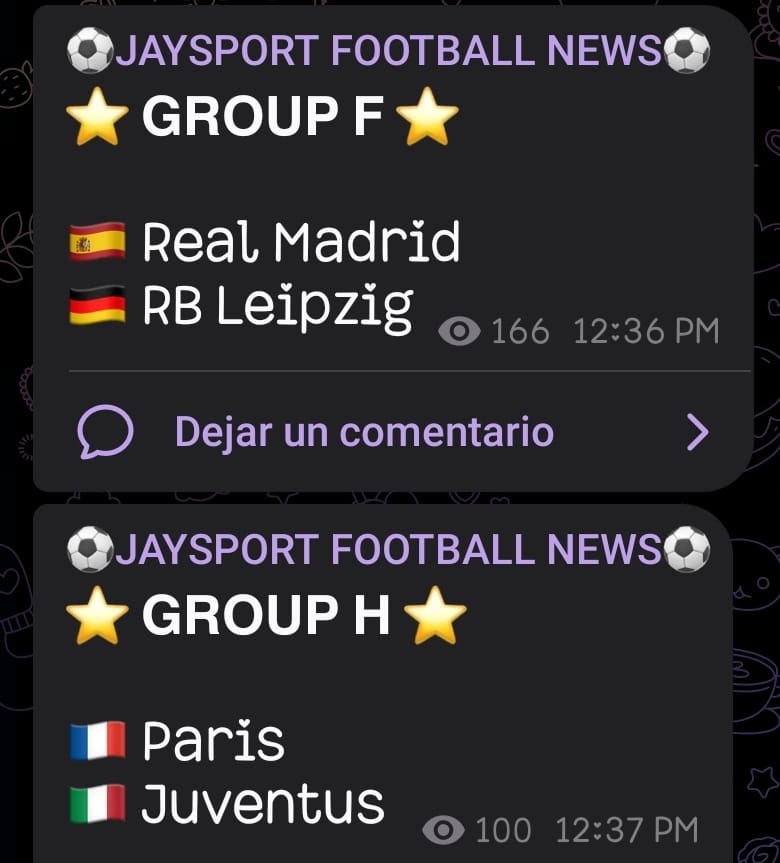 ⚽JAYSPORT FOOTBALL NEWS⚽
⭐ GROUP F ⭐
🇪🇸 Real Madrid
🇩🇪 RB Leipzig
166 12:36 PM
Dejar un comentario
⚽JAYSPORT FOOTBALL NEWS⚽
⭐ GROUP H ⭐
🇫🇷 Paris
🇮🇹 Juventus
100 12:37 PM